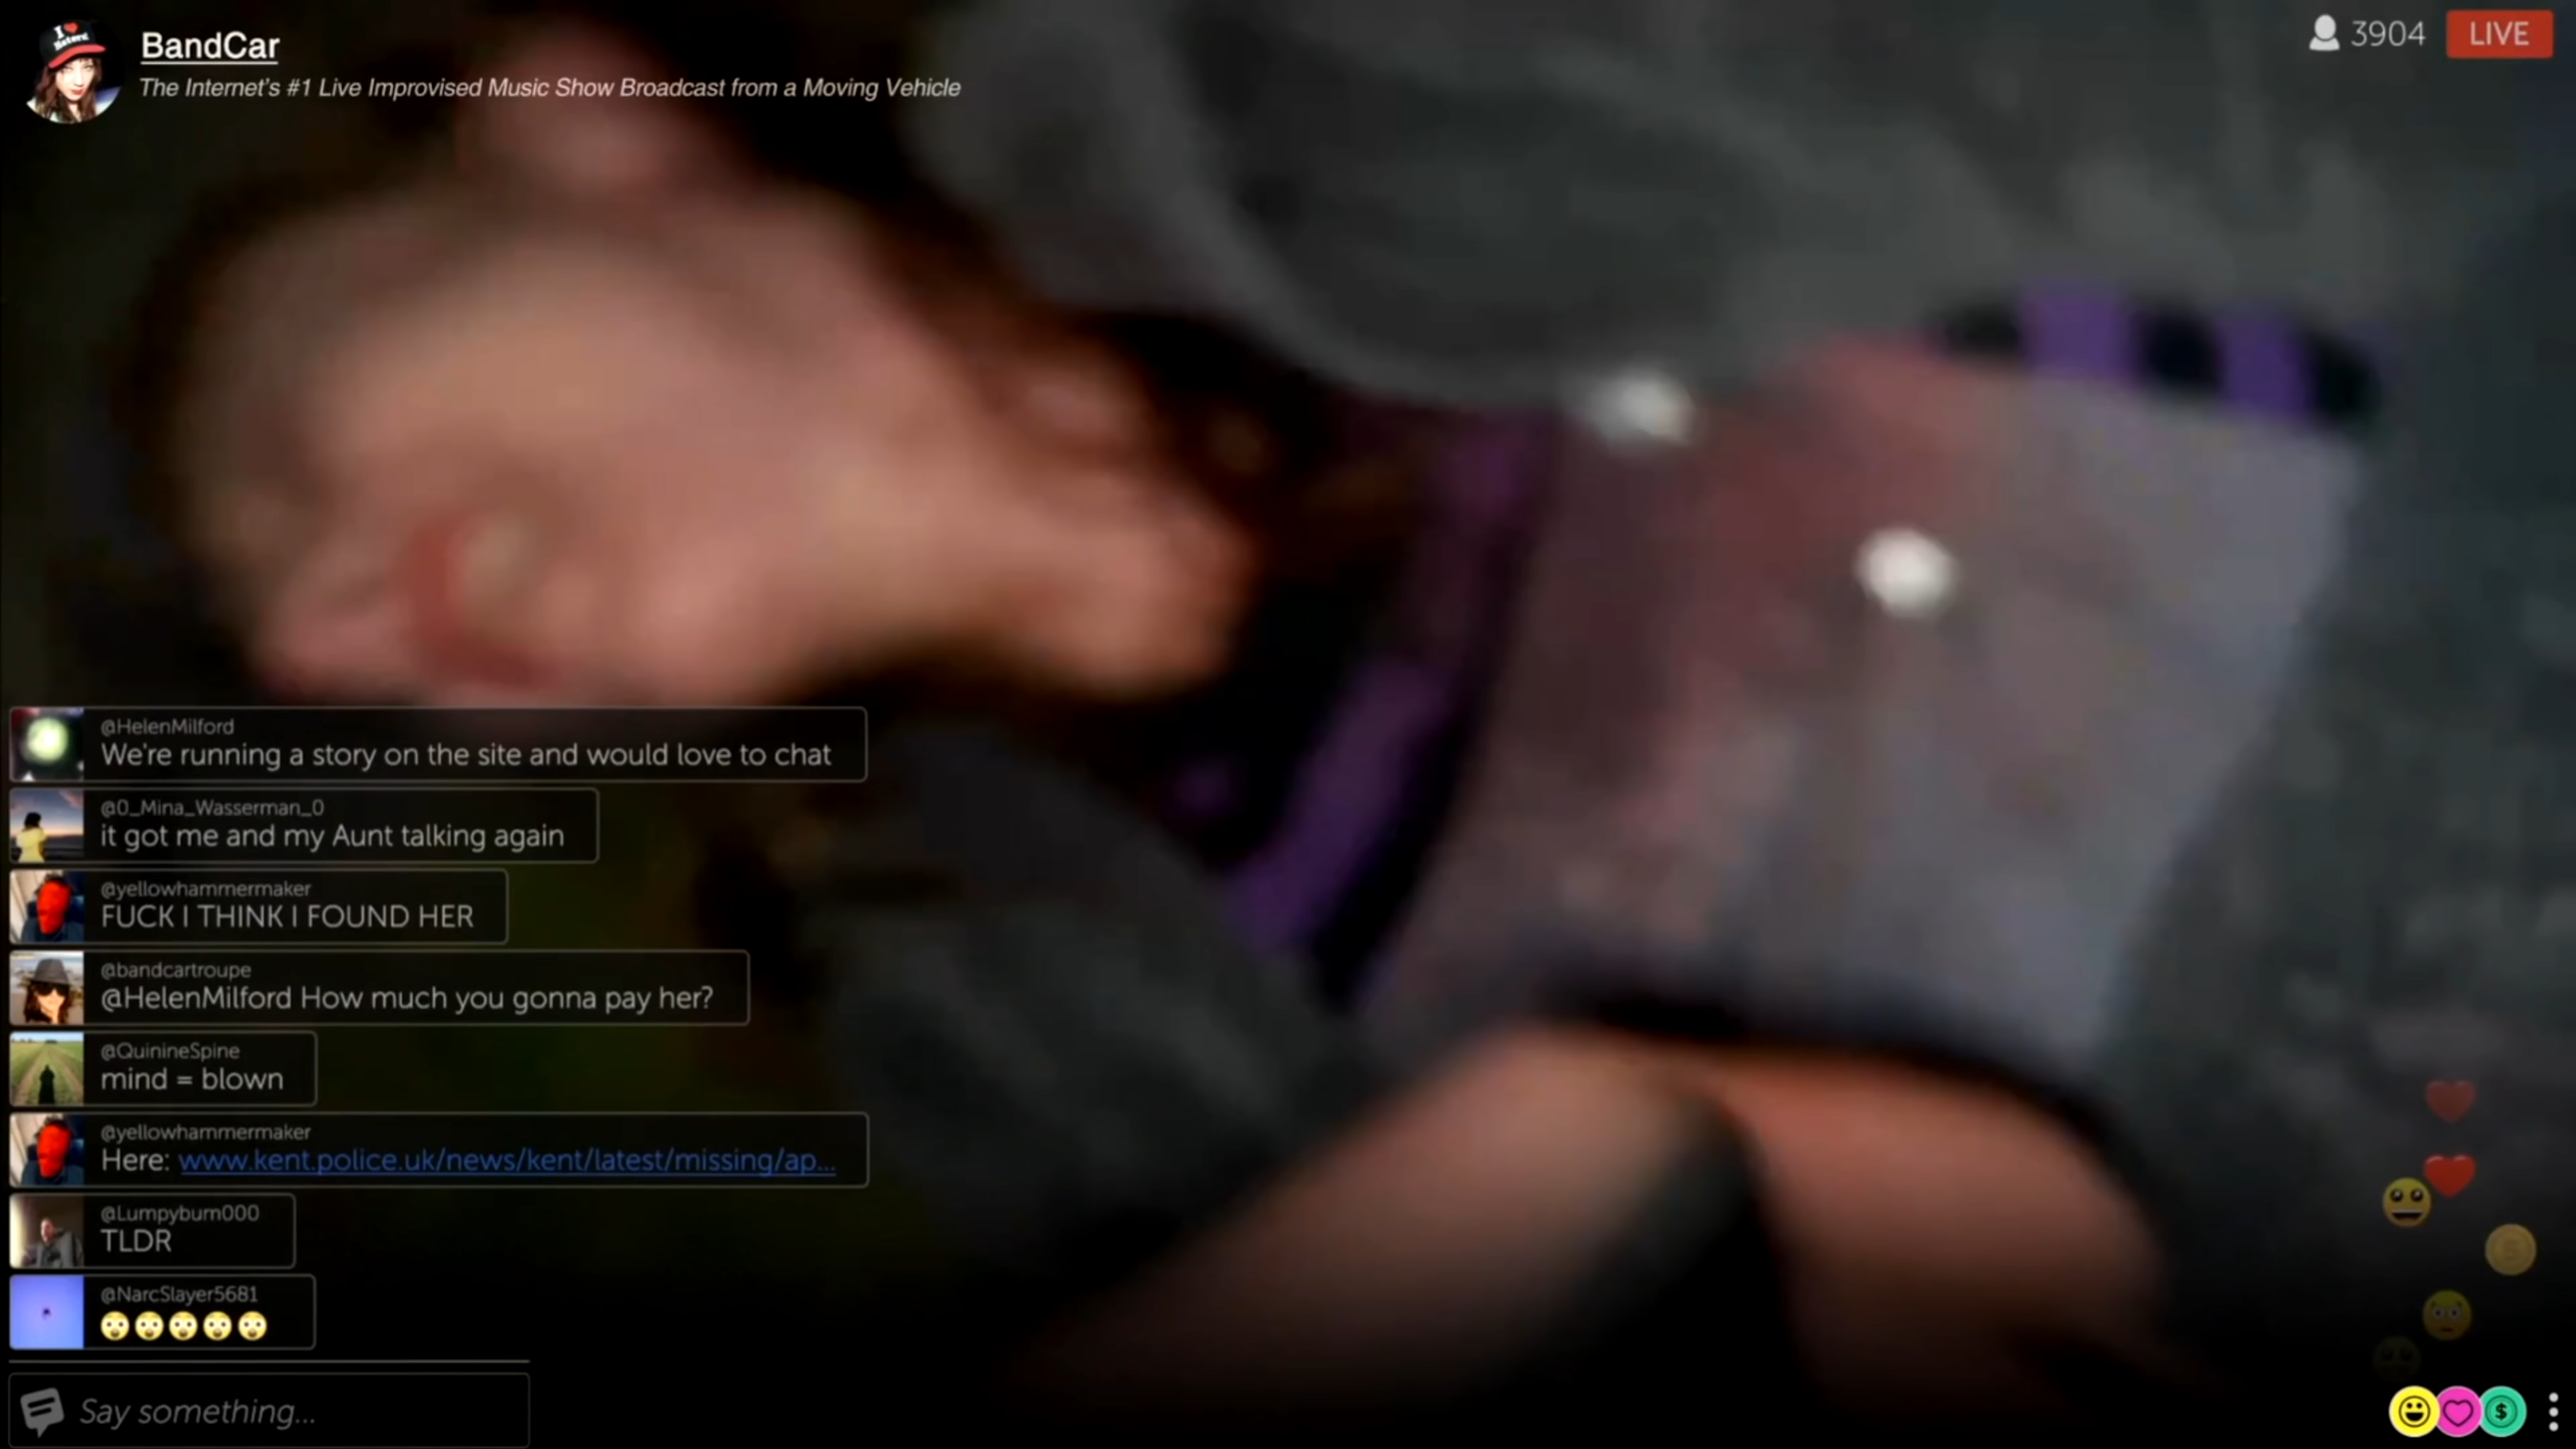 I ❤ Haters!
BandCar
The Internet's #1 Live Improvised Music Show Broadcast from a Moving Vehicle
3904
LIVE
@HelenMilford
We're running a story on the site and would love to chat
@0_Mina_Wasserman_0
it got me and my Aunt talking again
@yellowhammermaker
FUCK I THINK I FOUND HER
@bandcartroupe
@HelenMilford How much you gonna pay her?
@QuinineSpine
mind = blown
@yellowhammermaker
Here: www.kent.police.uk/news/kent/latest/missing/ap...
@Lumpybum000
TLDR
@NarcSlayer5681
😲😲😲😲😲
Say something...